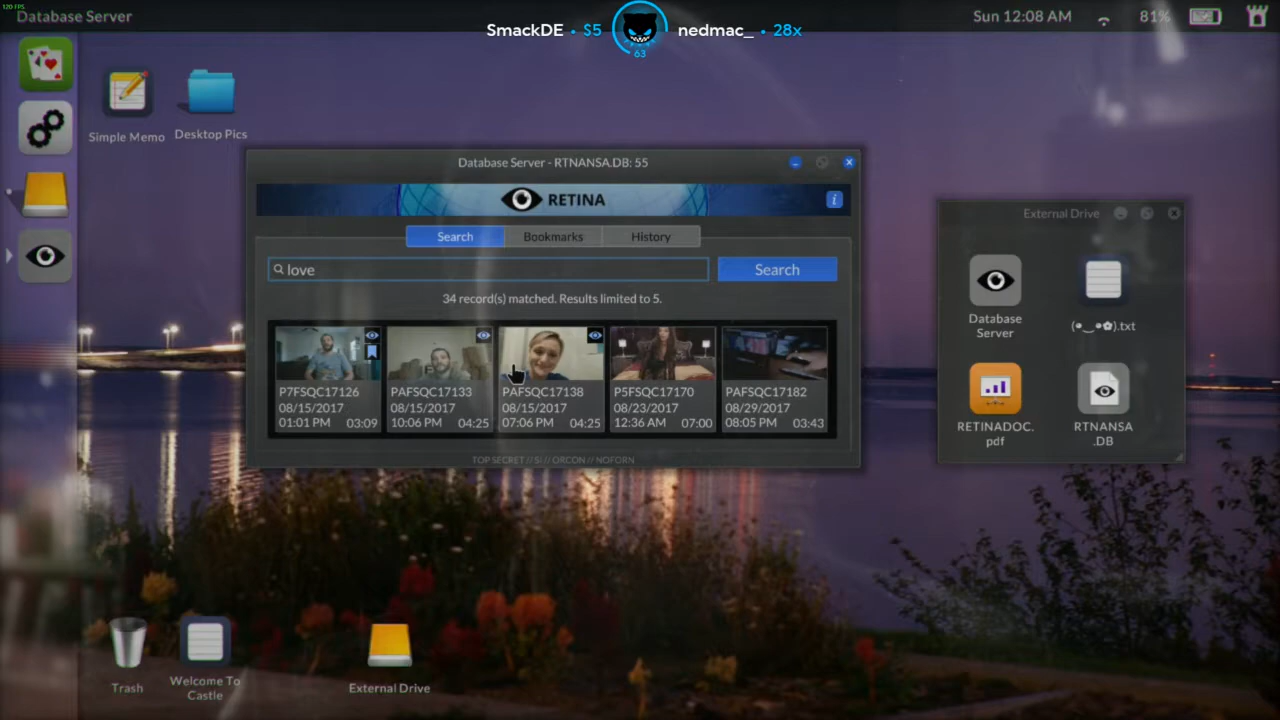 120 FPS
Database Server
SmackDE • $5
63
nedmac_ • 28x
Sun 12:08 AM
81%
Simple Memo
Desktop Pics
Database Server - RTNANSA.DB: 55
RETINA
i
Search
Bookmarks
History
love
Search
34 record(s) matched. Results limited to 5.
P7FSQC17126
08/15/2017
01:01 PM 03:09
PAFSQC17133
08/15/2017
10:06 PM 04:25
PAFSQC17138
08/15/2017
07:06 PM 04:25
P5FSQC17170
08/23/2017
12:36 AM 07:00
PAFSQC17182
08/29/2017
08:05 PM 03:43
TOP SECRET // SI // ORCON // NOFORN
External Drive
Database
Server
(●‿●✿).txt
RETINADOC.
pdf
RTNANSA
.DB
Trash
Welcome To
Castle
External Drive